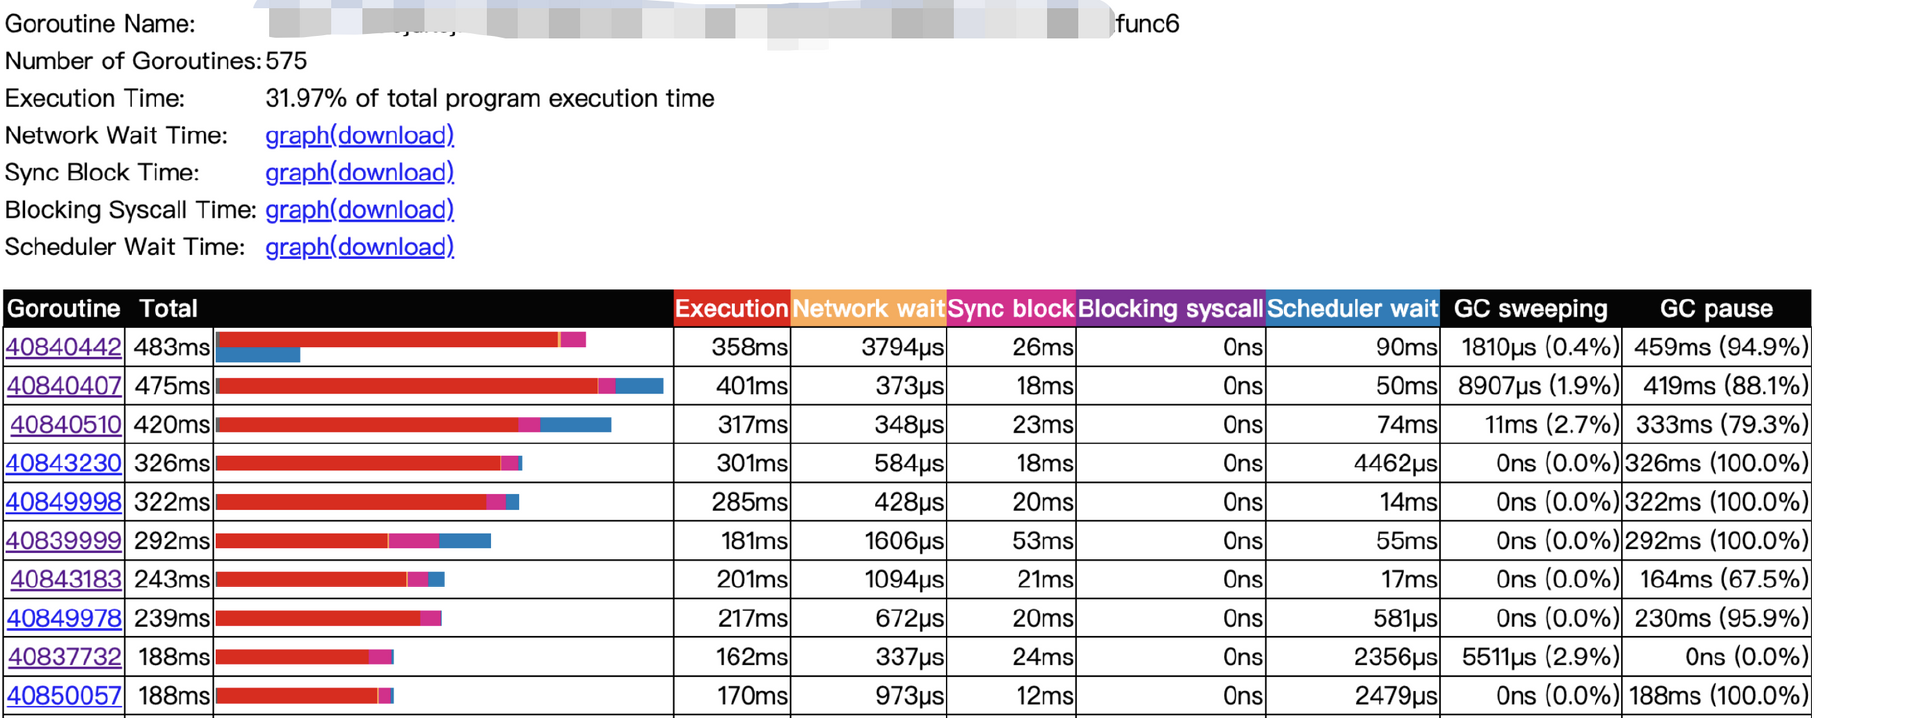 Goroutine Name: func6
Number of Goroutines: 575
Execution Time: 31.97% of total program execution time
Network Wait Time: graph(download)
Sync Block Time: graph(download)
Blocking Syscall Time: graph(download)
Scheduler Wait Time: graph(download)
Goroutine Total Execution Network wait Sync block Blocking syscall Scheduler wait GC sweeping GC pause
40840442 483ms 358ms 3794µs 26ms 0ns 90ms 1810µs (0.4%) 459ms (94.9%)
40840407 475ms 401ms 373µs 18ms 0ns 50ms 8907µs (1.9%) 419ms (88.1%)
40840510 420ms 317ms 348µs 23ms 0ns 74ms 11ms (2.7%) 333ms (79.3%)
40843230 326ms 301ms 584µs 18ms 0ns 4462µs 0ns (0.0%) 326ms (100.0%)
40849998 322ms 285ms 428µs 20ms 0ns 14ms 0ns (0.0%) 322ms (100.0%)
40839999 292ms 181ms 1606µs 53ms 0ns 55ms 0ns (0.0%) 292ms (100.0%)
40843183 243ms 201ms 1094µs 21ms 0ns 17ms 0ns (0.0%) 164ms (67.5%)
40849978 239ms 217ms 672µs 20ms 0ns 581µs 0ns (0.0%) 230ms (95.9%)
40837732 188ms 162ms 337µs 24ms 0ns 2356µs 5511µs (2.9%) 0ns (0.0%)
40850057 188ms 170ms 973µs 12ms 0ns 2479µs 0ns (0.0%) 188ms (100.0%)